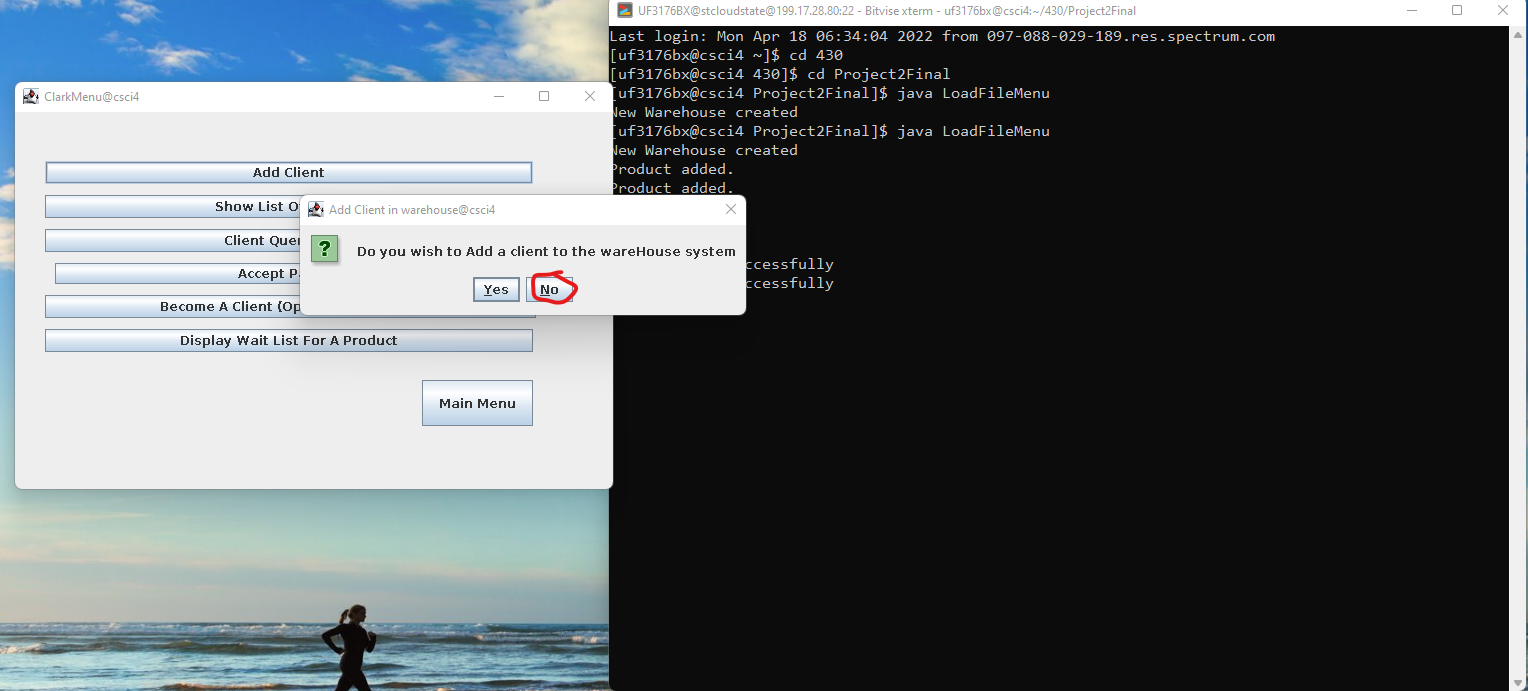 UF3176BX@stcloudstate@199.17.28.80:22 - Bitvise xterm - uf3176bx@csci4:~/430/Project2Final
Last login: Mon Apr 18 06:34:04 2022 from 097-088-029-189.res.spectrum.com
[uf3176bx@csci4 ~]$ cd 430
[uf3176bx@csci4 430]$ cd Project2Final
[uf3176bx@csci4 Project2Final]$ java LoadFileMenu
New Warehouse created
[uf3176bx@csci4 Project2Final]$ java LoadFileMenu
New Warehouse created
Product added.
Product added.
ccessfully
ccessfully
ClarkMenu@csci4
Add Client
Show List O
Client Quer
Accept P
Become A Client (Op
Display Wait List For A Product
Main Menu
Add Client in warehouse@csci4
?
Do you wish to Add a client to the wareHouse system
Yes
No